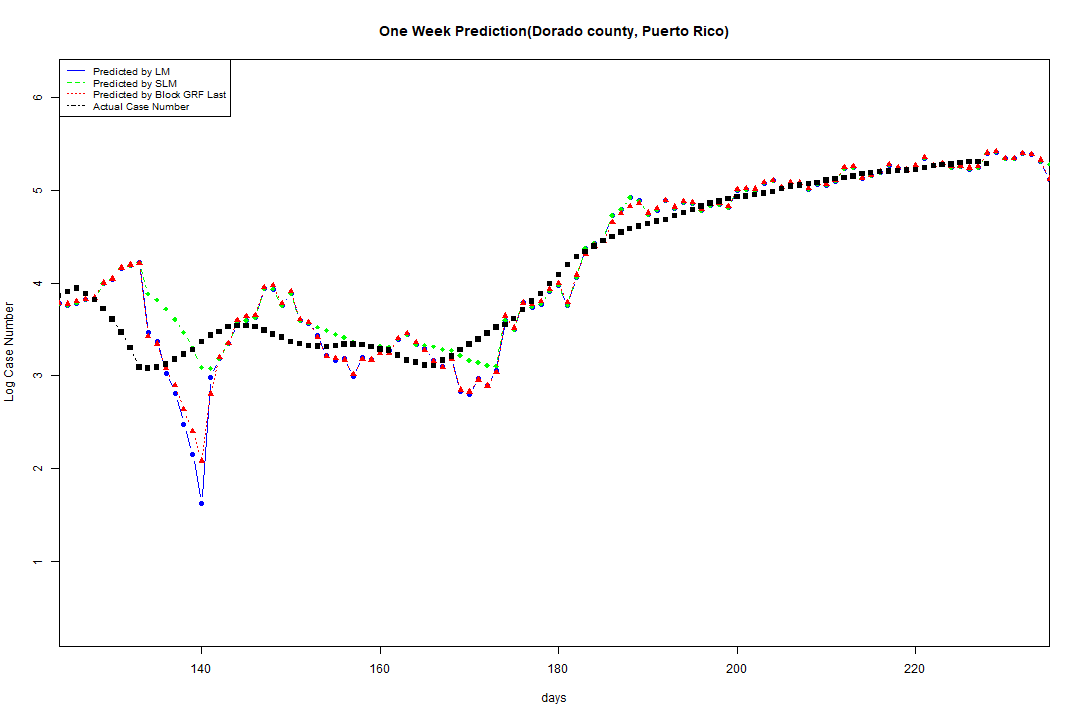 One Week Prediction(Dorado county, Puerto Rico)
Predicted by LM
Predicted by SLM
Predicted by Block GRF Last
Actual Case Number
6
5
4
3
2
1
Log Case Number
140 160 180 200 220
days